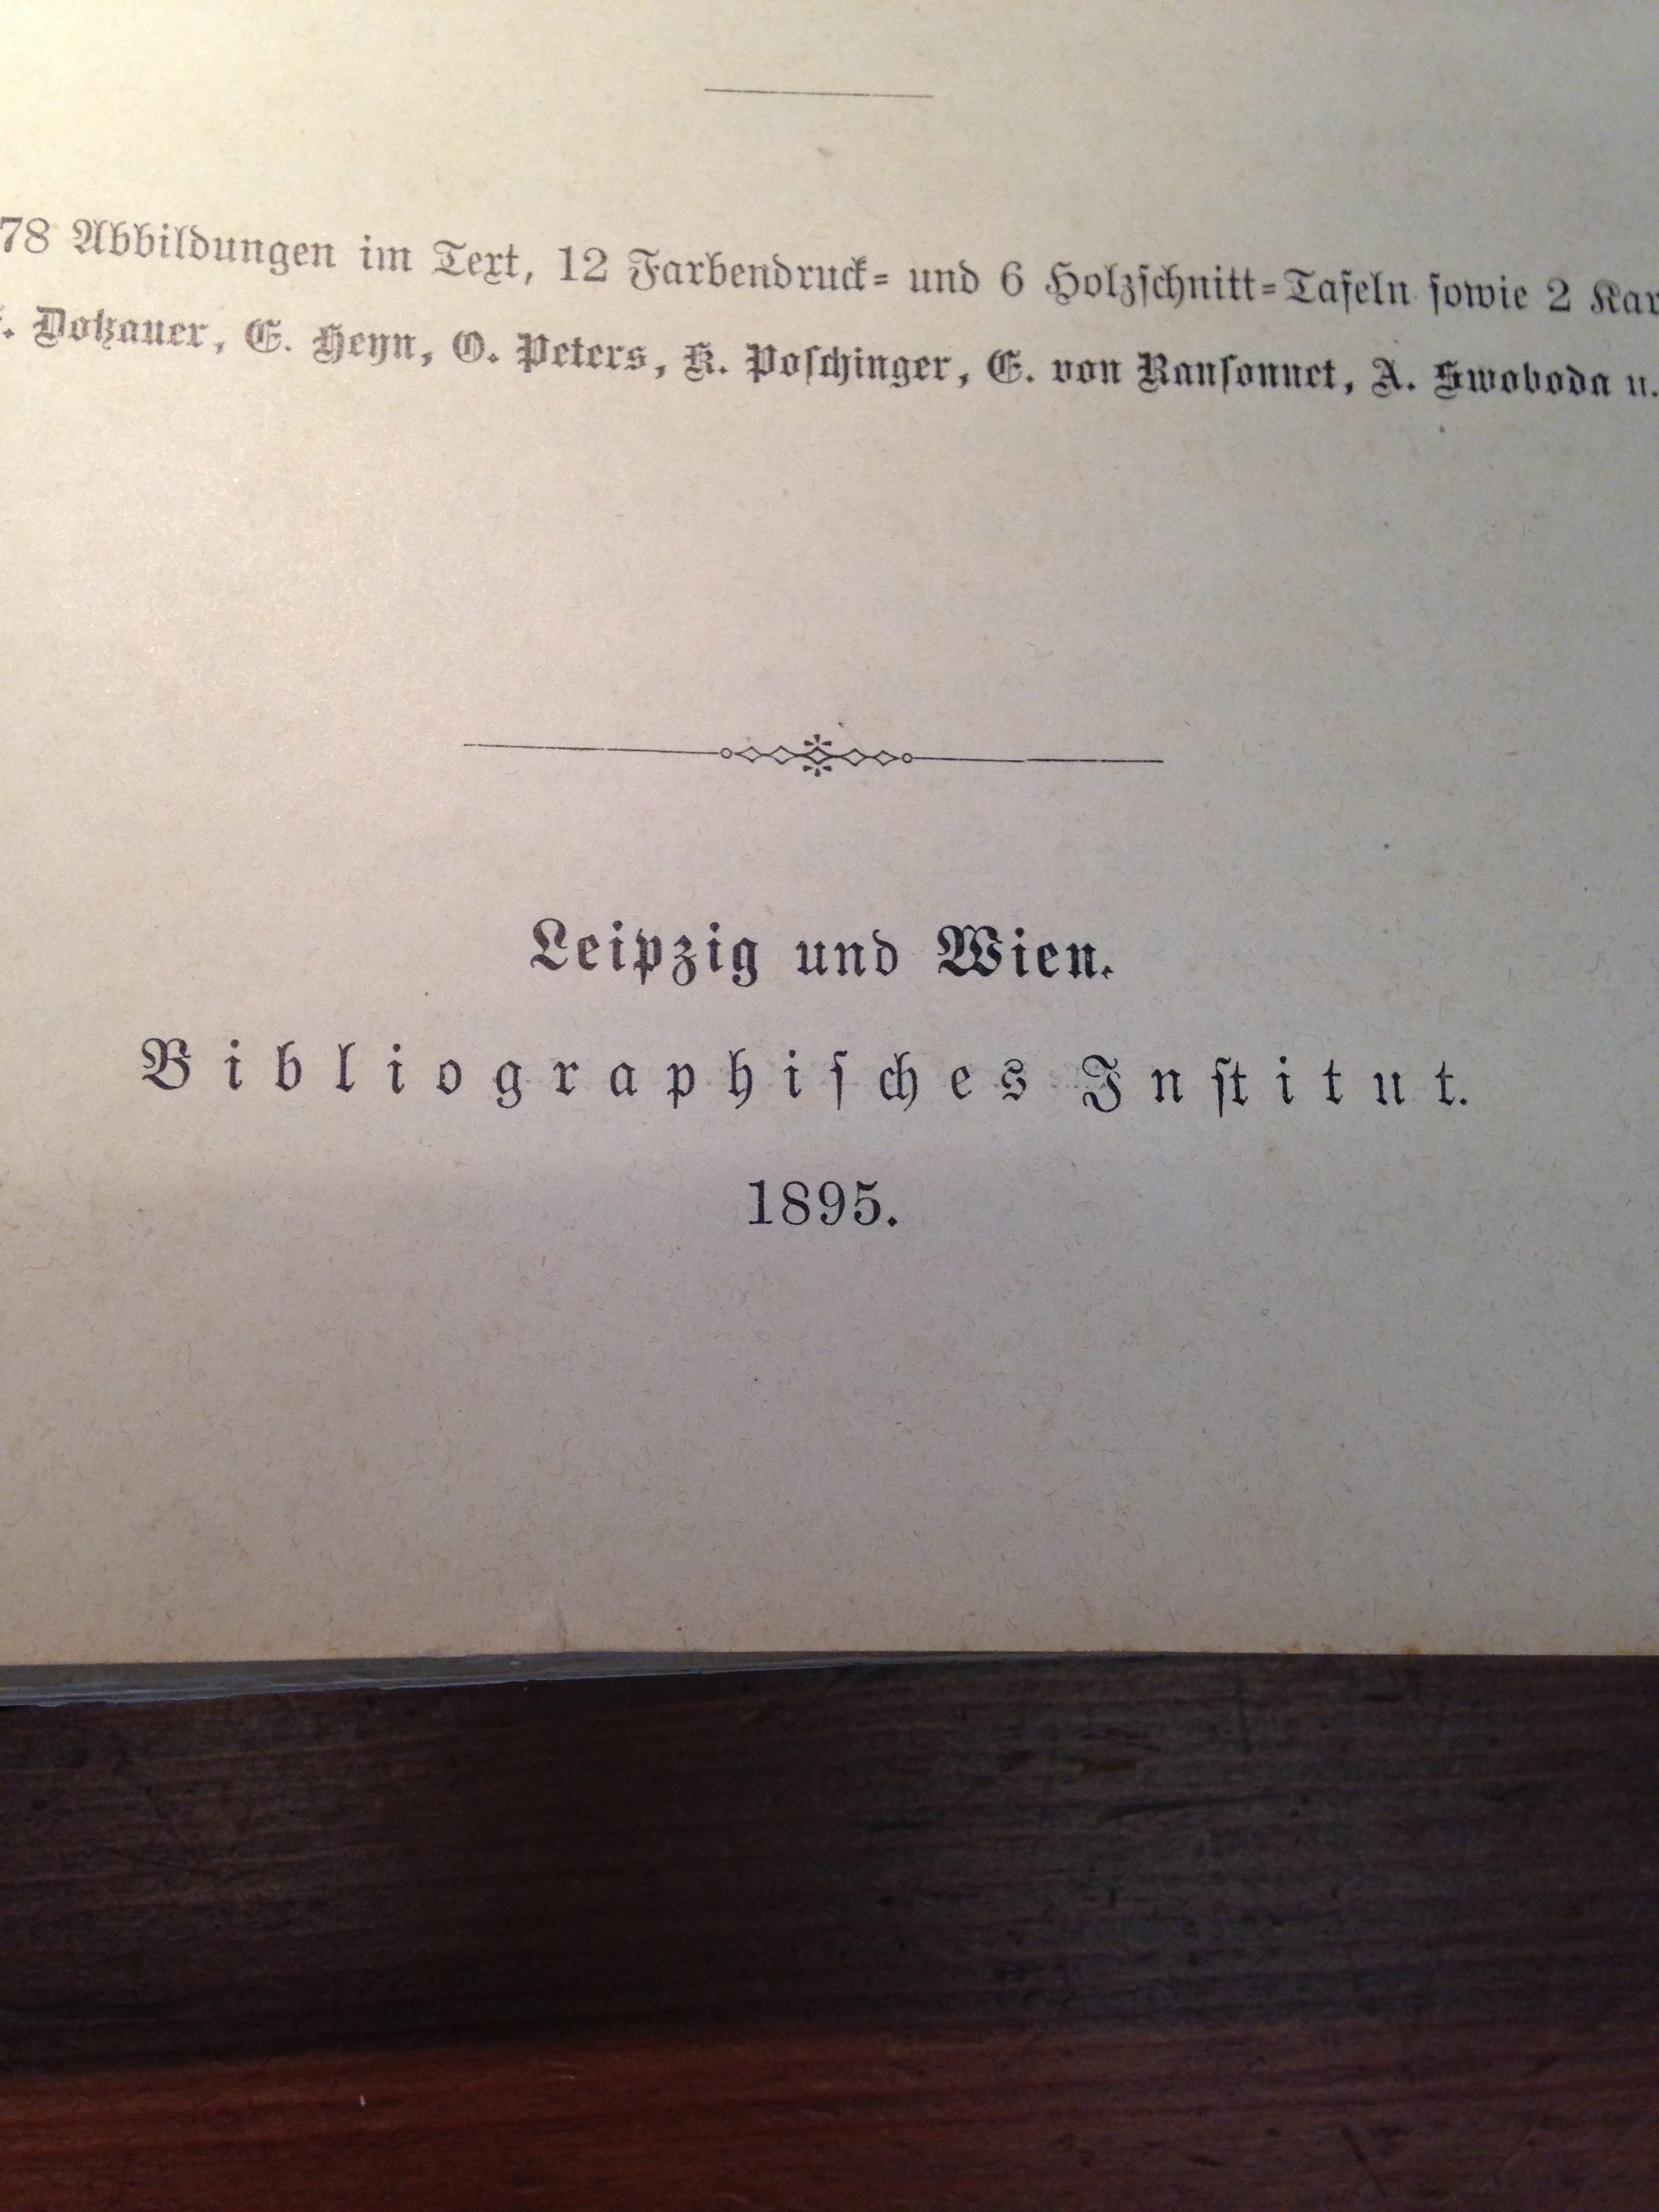 78 Abbildungen im Text, 12 Farbendruck= und 6 Holzſchnitt=Tafeln ſowie 2
. Dotzauer, E. Heyn, O. Peters, K. Poſchinger, E. von Ranſonnet, A. Swoboda u.
Leipzig und Wien.
Bibliographiſches Inſtitut.
1895.